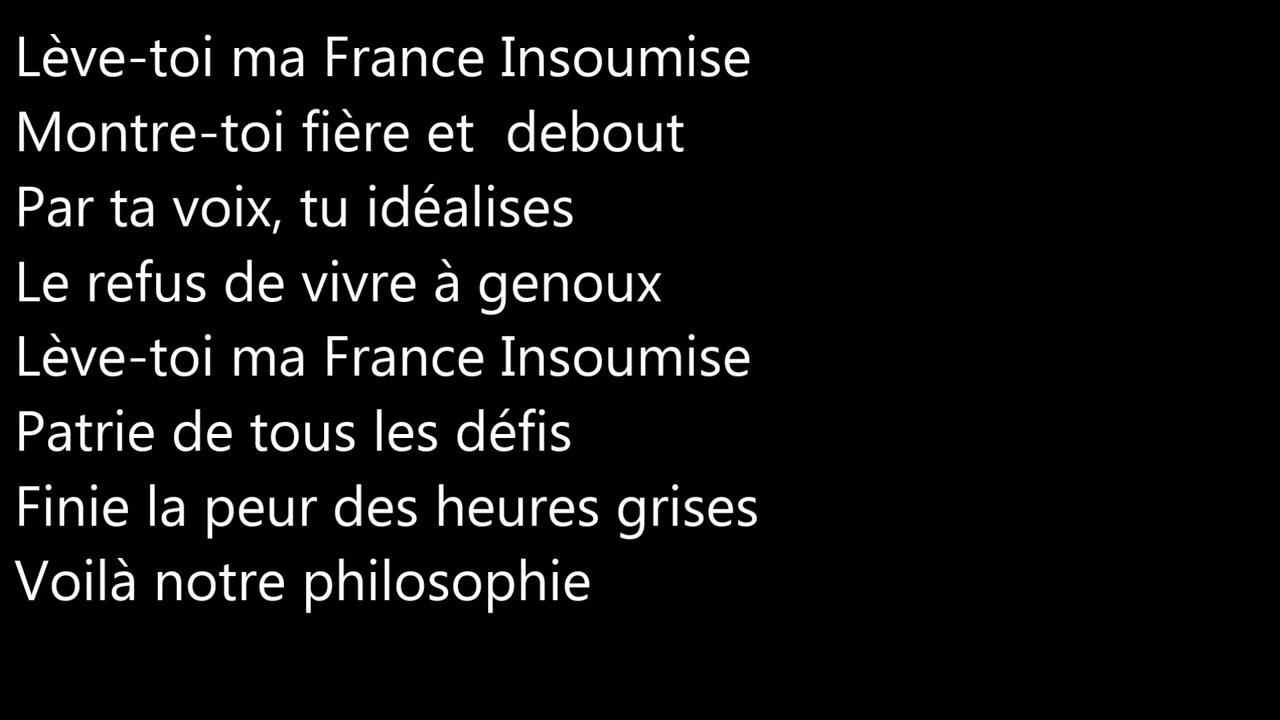 Lève-toi ma France Insoumise
Montre-toi fière et  debout
Par ta voix, tu idéalises
Le refus de vivre à genoux
Lève-toi ma France Insoumise
Patrie de tous les défis
Finie la peur des heures grises
Voilà notre philosophie